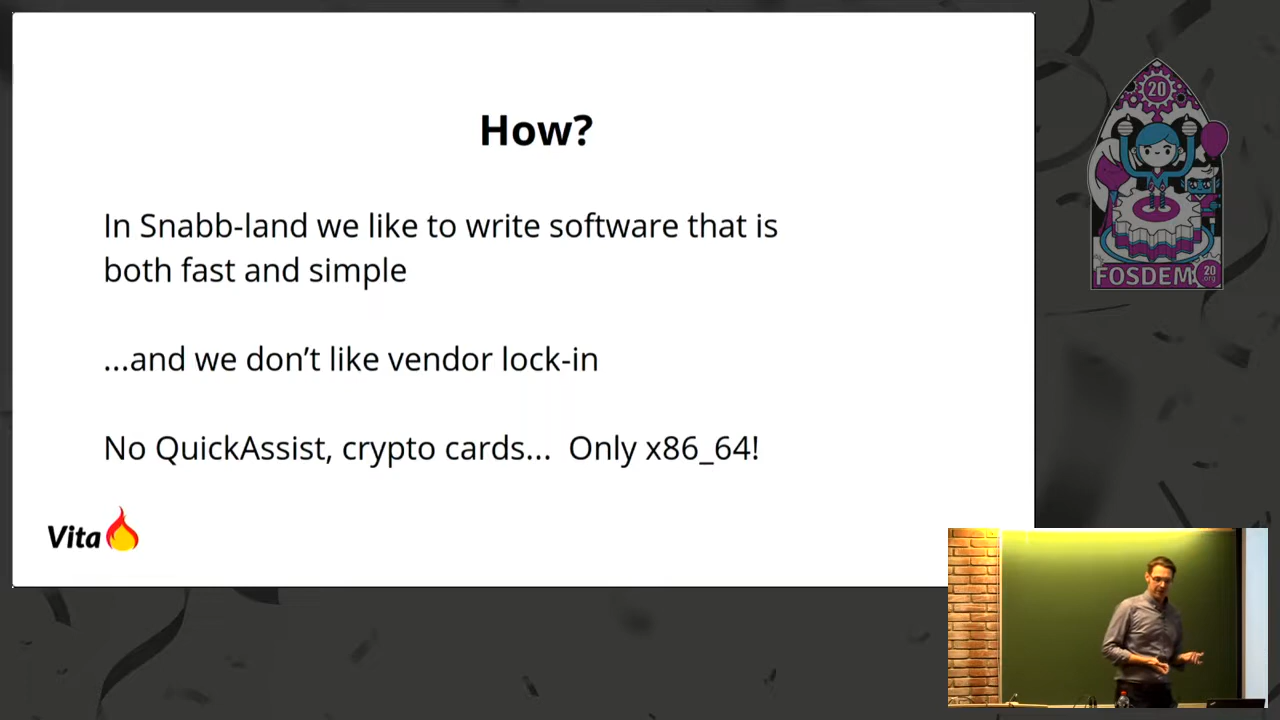 How?
In Snabb-land we like to write software that is
both fast and simple
...and we don't like vendor lock-in
No QuickAssist, crypto cards... Only x86_64!
Vita
20
FOSDEM
20
.org